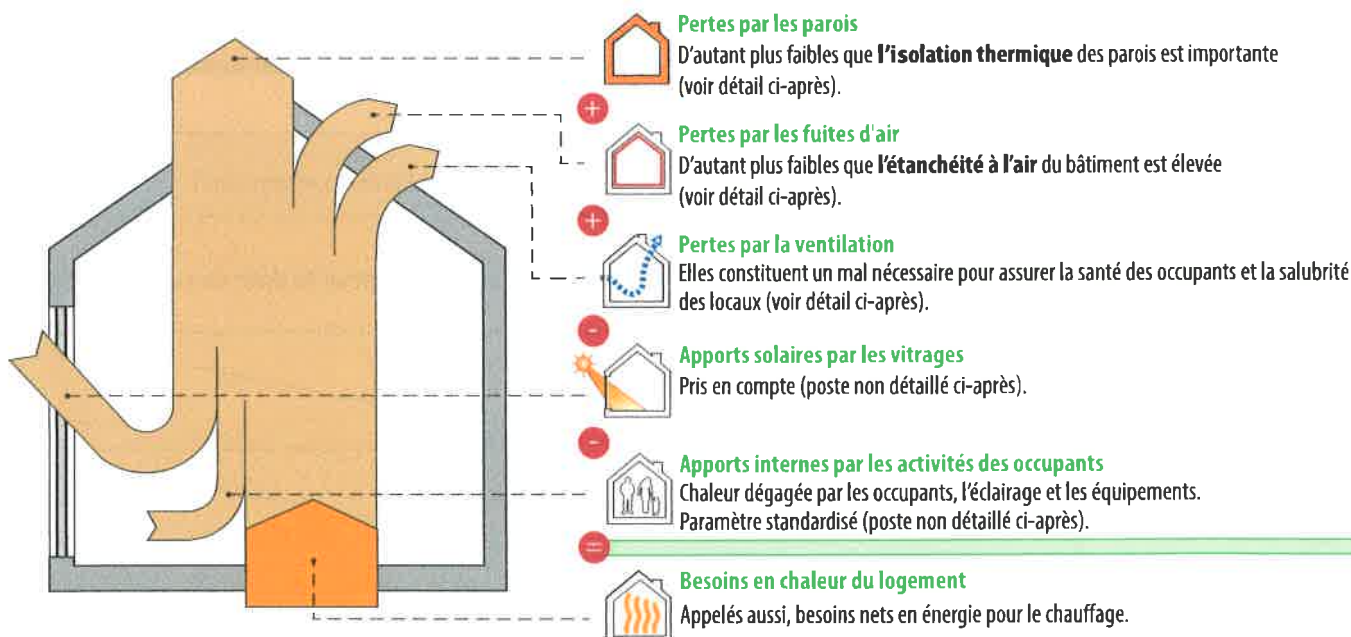 Pertes par les parois
D'autant plus faibles que l'isolation thermique des parois est importante
(voir détail ci-après).
+
Pertes par les fuites d'air
D'autant plus faibles que l'étanchéité à l'air du bâtiment est élevée
(voir détail ci-après).
+
Pertes par la ventilation
Elles constituent un mal nécessaire pour assurer la santé des occupants et la salubrité
des locaux (voir détail ci-après).
-
Apports solaires par les vitrages
Pris en compte (poste non détaillé ci-après).
-
Apports internes par les activités des occupants
Chaleur dégagée par les occupants, l'éclairage et les équipements.
Paramètre standardisé (poste non détaillé ci-après).
=
Besoins en chaleur du logement
Appelés aussi, besoins nets en énergie pour le chauffage.